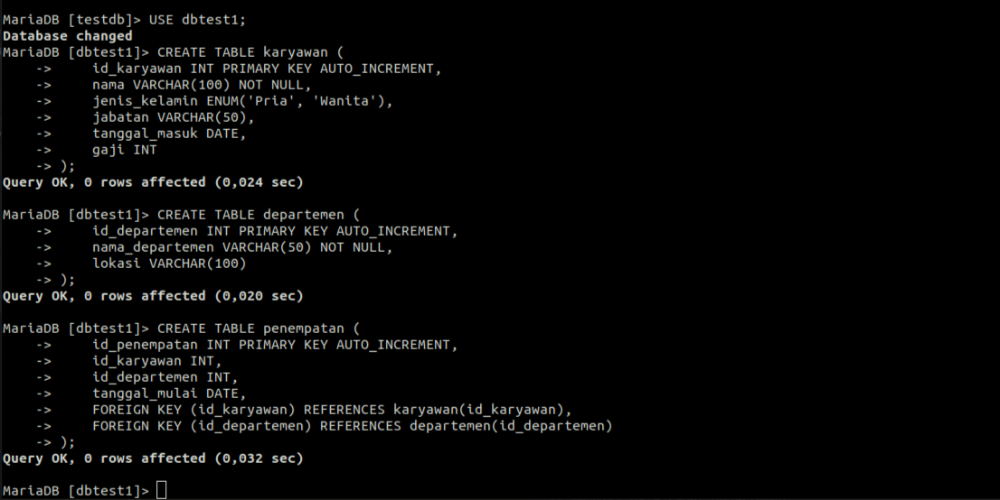 MariaDB [testdb]> USE dbtest1;
Database changed
MariaDB [dbtest1]> CREATE TABLE karyawan (
    ->     id_karyawan INT PRIMARY KEY AUTO_INCREMENT,
    ->     nama VARCHAR(100) NOT NULL,
    ->     jenis_kelamin ENUM('Pria', 'Wanita'),
    ->     jabatan VARCHAR(50),
    ->     tanggal_masuk DATE,
    ->     gaji INT
    -> );
Query OK, 0 rows affected (0,024 sec)

MariaDB [dbtest1]> CREATE TABLE departemen (
    ->     id_departemen INT PRIMARY KEY AUTO_INCREMENT,
    ->     nama_departemen VARCHAR(50) NOT NULL,
    ->     lokasi VARCHAR(100)
    -> );
Query OK, 0 rows affected (0,020 sec)

MariaDB [dbtest1]> CREATE TABLE penempatan (
    ->     id_penempatan INT PRIMARY KEY AUTO_INCREMENT,
    ->     id_karyawan INT,
    ->     id_departemen INT,
    ->     tanggal_mulai DATE,
    ->     FOREIGN KEY (id_karyawan) REFERENCES karyawan(id_karyawan),
    ->     FOREIGN KEY (id_departemen) REFERENCES departemen(id_departemen)
    -> );
Query OK, 0 rows affected (0,032 sec)

MariaDB [dbtest1]>